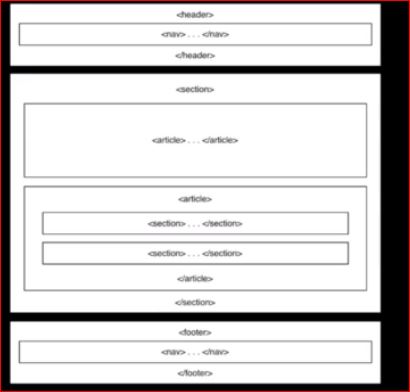 <header>
<nav> . . . </nav>
</header>
<section>
<article> . . . </article>
<article>
<section> . . . </section>
<section> . . . </section>
</article>
</section>
<footer>
<nav> . . . </nav>
</footer>